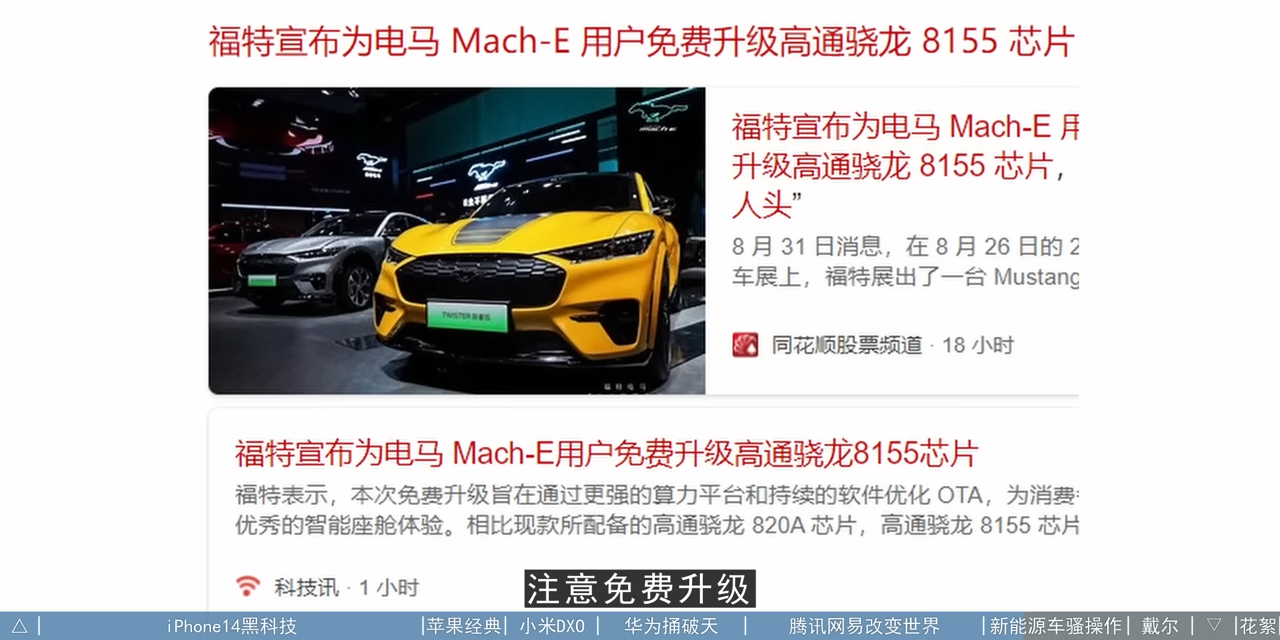 福特宣布为电马 Mach-E 用户免费升级高通骁龙 8155 芯片
福特宣布为电马 Mach-E 用
升级高通骁龙 8155 芯片，
人头”
8 月 31 日消息，在 8 月 26 日的 2
车展上，福特展出了一台 Mustang
同花顺股票频道 · 18 小时
福特宣布为电马 Mach-E用户免费升级高通骁龙8155芯片
福特表示，本次免费升级旨在通过更强的算力平台和持续的软件优化 OTA，为消费
优秀的智能座舱体验。相比现款所配备的高通骁龙 820A 芯片，高通骁龙 8155 芯片
科技讯 · 1 小时
注意免费升级
△ | iPhone14黑科技 |苹果经典| 小米DXO | 华为捅破天 | 腾讯网易改变世界 |新能源车骚操作| 戴尔 | ▽ |花絮